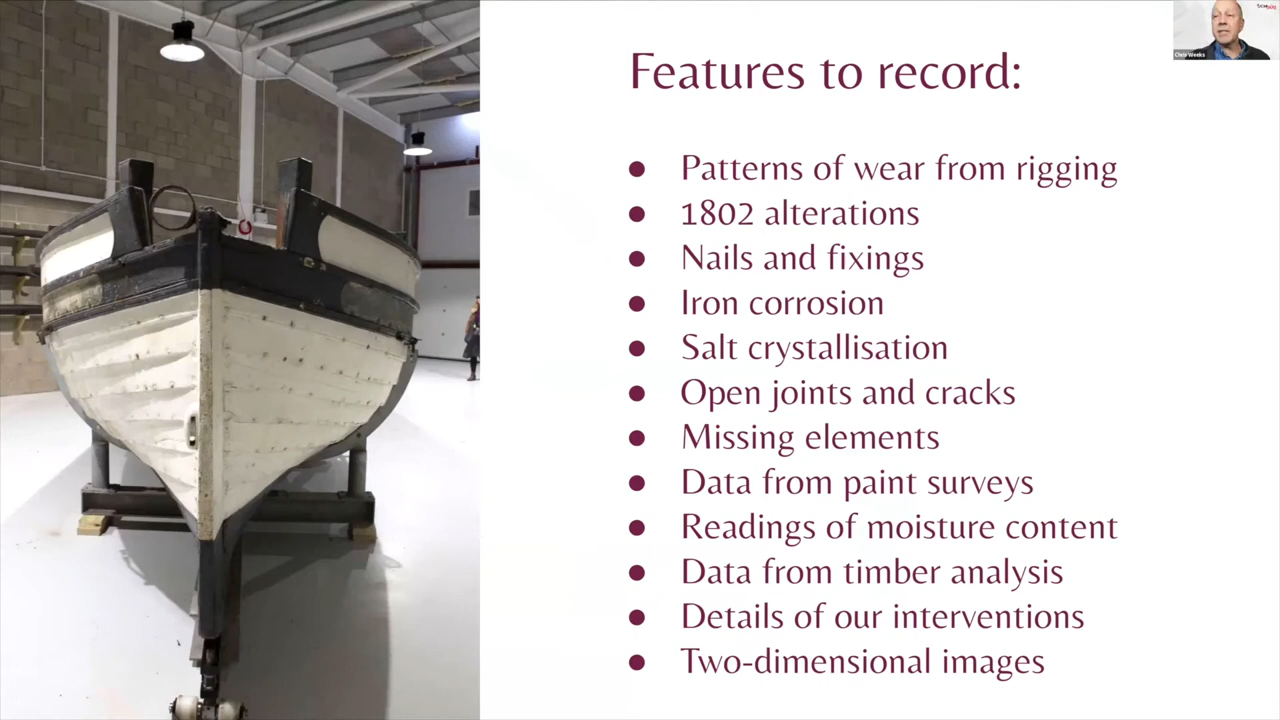 Features to record:
● Patterns of wear from rigging
● 1802 alterations
● Nails and fixings
● Iron corrosion
● Salt crystallisation
● Open joints and cracks
● Missing elements
● Data from paint surveys
● Readings of moisture content
● Data from timber analysis
● Details of our interventions
● Two-dimensional images
Chris Weeks